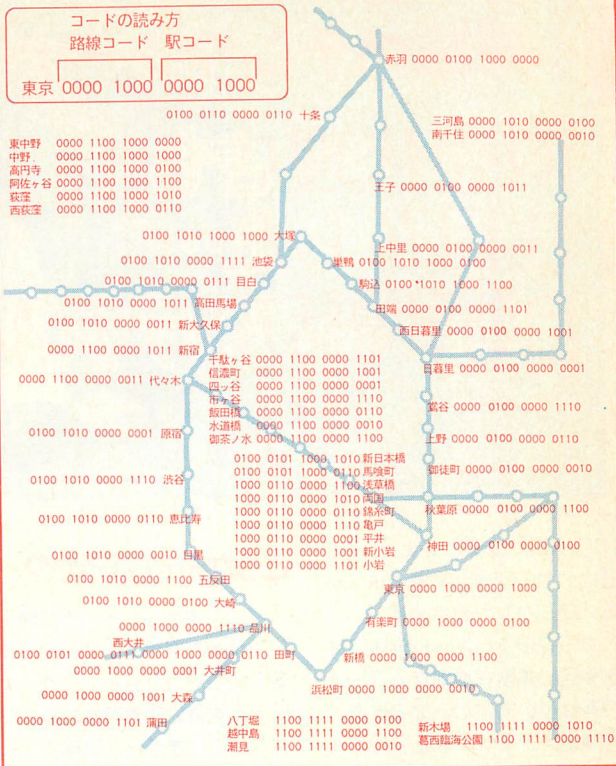 コードの読み方
路線コード 駅コード
東京 0000 1000 0000 1000
赤羽 0000 0100 1000 0000
0100 0110 0000 0110 十条
三河島 0000 1010 0000 0100
南千住 0000 1010 0000 0010
東中野 0000 1100 1000 0000
中野 0000 1100 1000 1000
高円寺 0000 1100 1000 0100
阿佐ヶ谷 0000 1100 1000 1100
荻窪 0000 1100 1000 1010
西荻窪 0000 1100 1000 0110
王子 0000 0100 0000 1011
0100 1010 1000 1000 大塚
上中里 0000 0100 0000 0011
0100 1010 0000 1111 池袋
巣鴨 0100 1010 1000 0100
0100 1010 0000 0111 目白
駒込 0100 1010 1000 1100
0100 1010 0000 1011 高田馬場
田端 0000 0100 0000 1101
0100 1010 0000 0011 新大久保
西日暮里 0000 0100 0000 1001
0000 1100 0000 1011 新宿
日暮里 0000 0100 0000 0001
0000 1100 0000 0011 代々木
千駄ヶ谷 0000 1100 0000 1101
信濃町 0000 1100 0000 1001
四ッ谷 0000 1100 0000 0001
市ヶ谷 0000 1100 0000 1110
飯田橋 0000 1100 0000 0110
水道橋 0000 1100 0000 0010
御茶ノ水 0000 1100 0000 1100
鶯谷 0000 0100 0000 1110
0100 1010 0000 0001 原宿
上野 0000 0100 0000 0110
0100 0101 1000 1010 新日本橋
0100 0101 1000 0110 馬喰町
1000 0110 0000 1100 浅草橋
1000 0110 0000 1010 両国
1000 0110 0000 0110 錦糸町
1000 0110 0000 1110 亀戸
1000 0110 0000 0001 平井
1000 0110 0000 1001 新小岩
1000 0110 0000 1101 小岩
御徒町 0000 0100 0000 0010
0100 1010 0000 1110 渋谷
秋葉原 0000 0100 0000 1100
0100 1010 0000 0110 恵比寿
神田 0000 0100 0000 0100
0100 1010 0000 0010 目黒
0100 1010 0000 1100 五反田
東京 0000 1000 0000 1000
0100 1010 0000 0100 大崎
有楽町 0000 1000 0000 0100
0000 1000 0000 1110 品川
西大井
0100 0101 0000 0111 0000 1000 0000 0110 田町
新橋 0000 1000 0000 1100
0000 1000 0000 0001 大井町
浜松町 0000 1000 0000 0010
0000 1000 0000 1001 大森
0000 1000 0000 1101 蒲田
八丁堀 1100 1111 0000 0100
越中島 1100 1111 0000 1100
潮見 1100 1111 0000 0010
新木場 1100 1111 0000 1010
葛西臨海公園 1100 1111 0000 1110